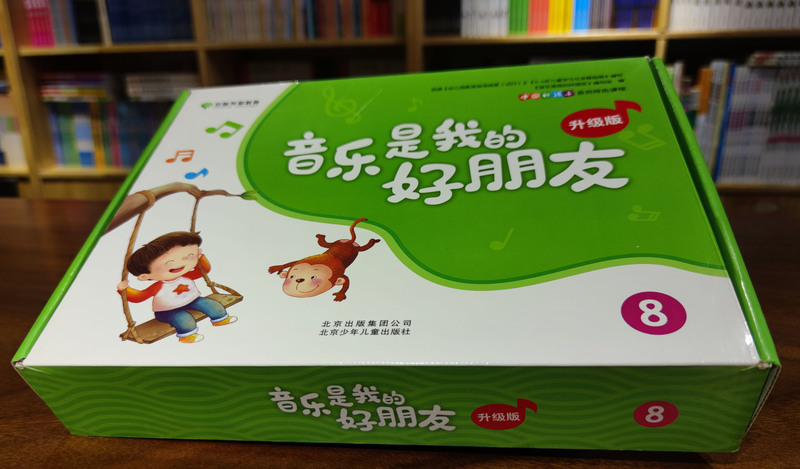 音乐是我的
好朋友
升级版
8
北京出版集团公司
北京少年儿童出版社
音乐是我的
好朋友
升级版
8